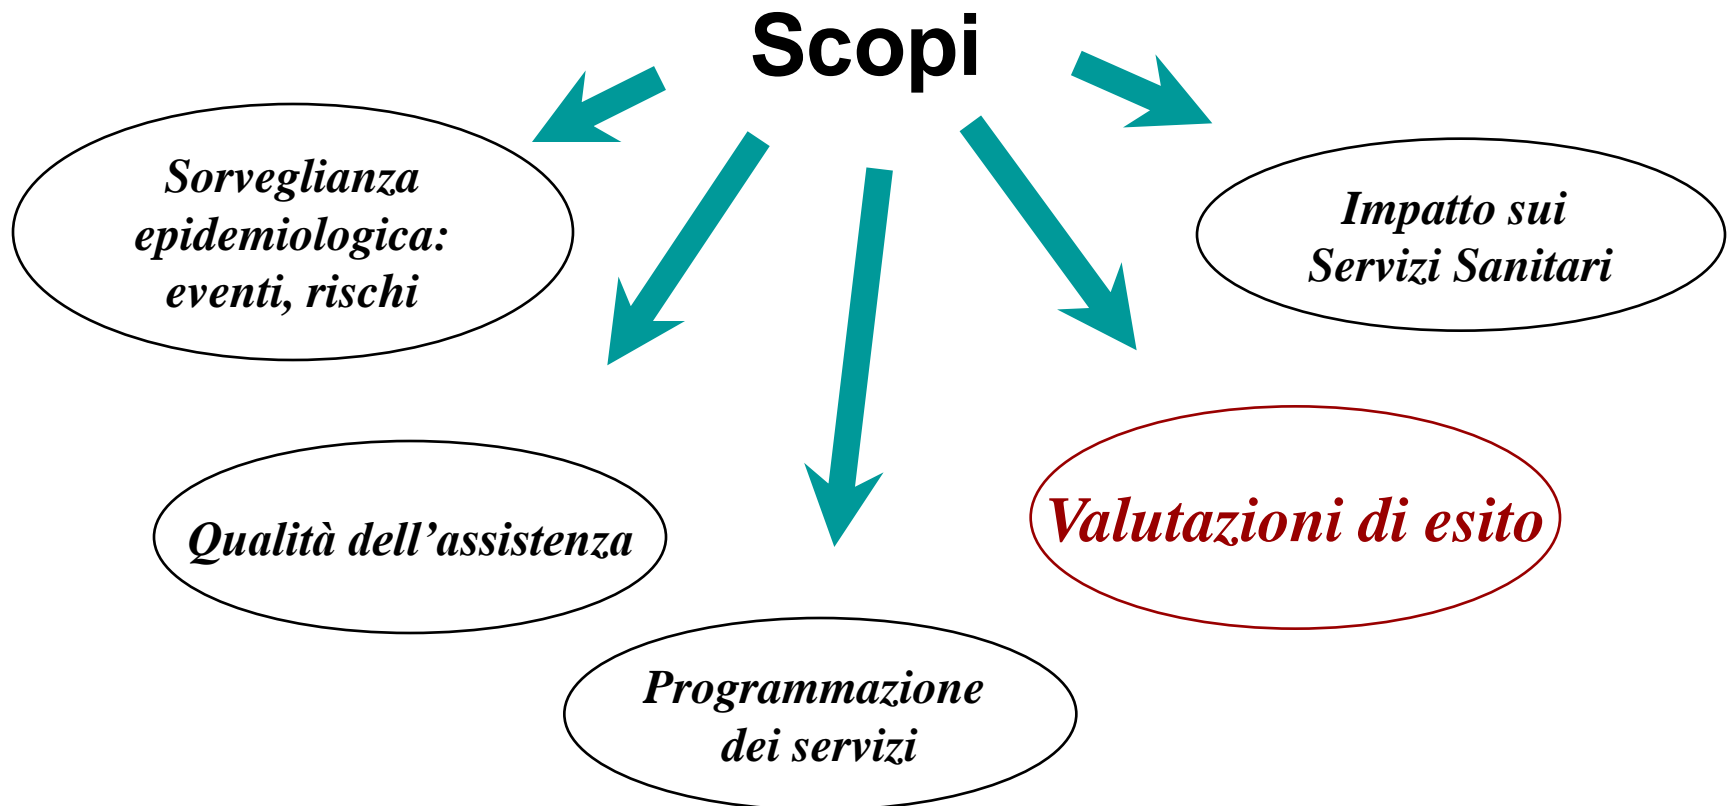 Scopi
Sorveglianza
epidemiologica:
eventi, rischi
Impatto sui
Servizi Sanitari
Qualità dell’assistenza
Valutazioni di esito
Programmazione
dei servizi